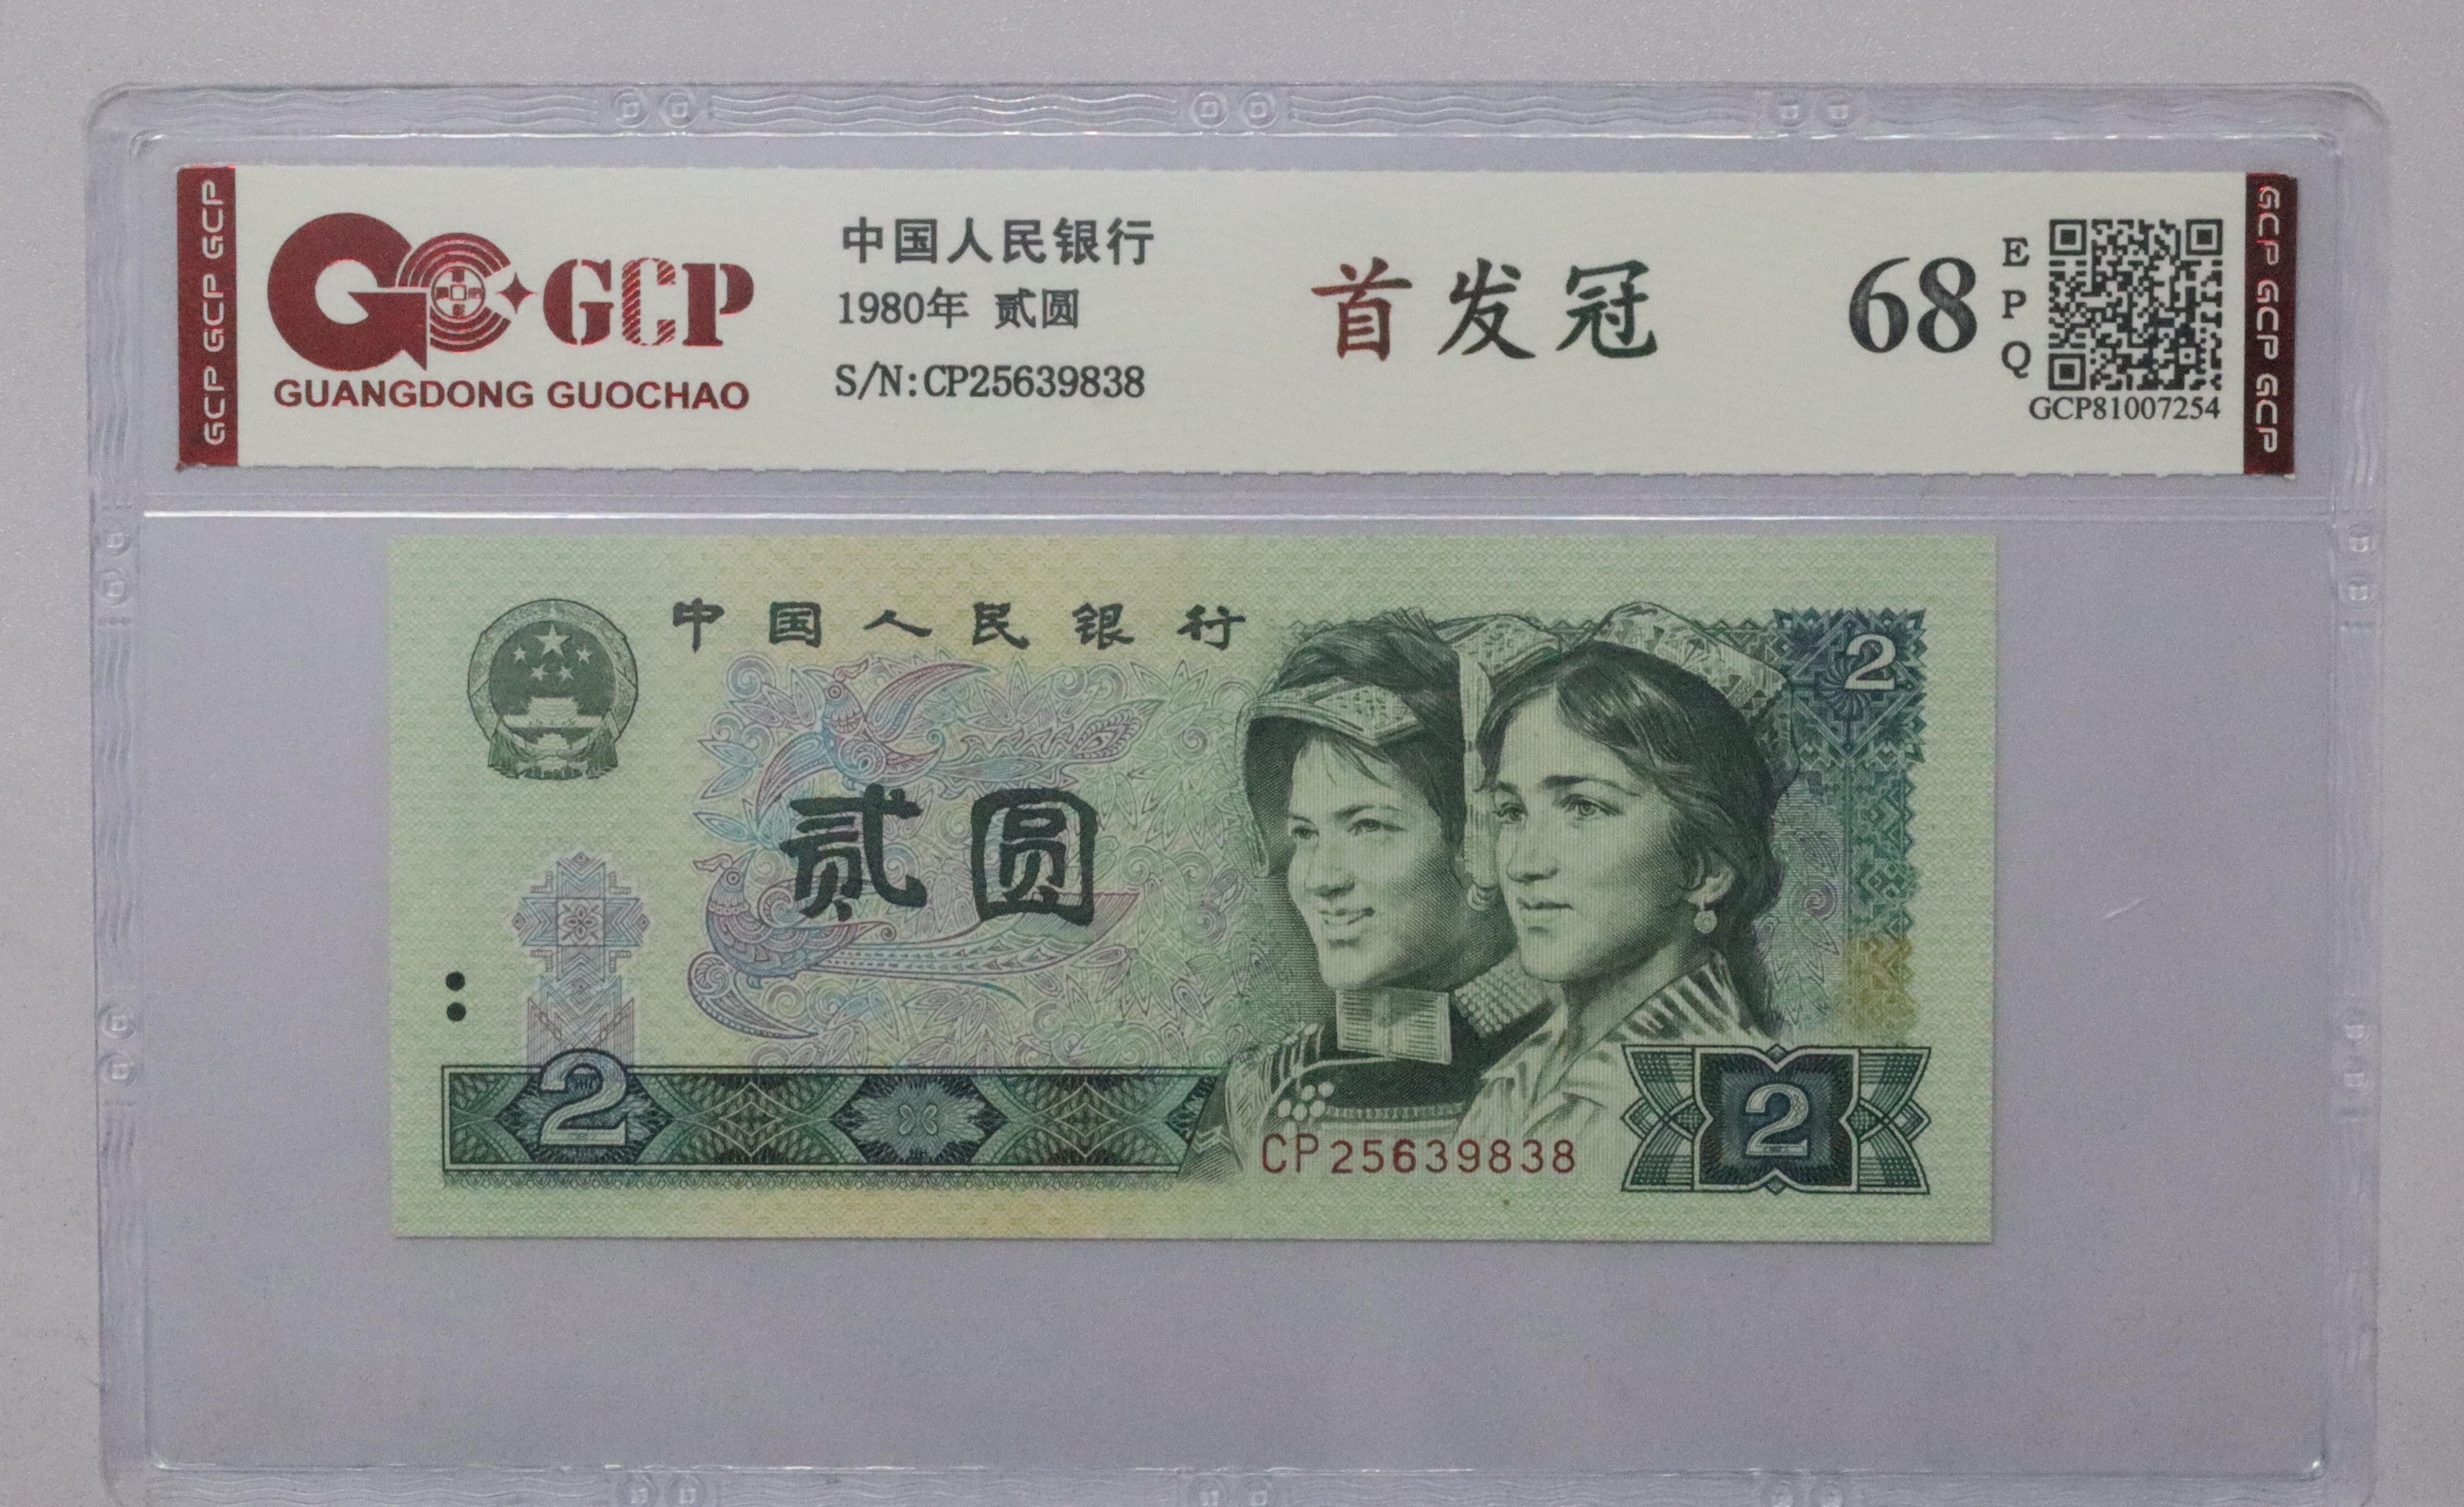 GCP GCP GCP
GCP
GUANGDONG GUOCHAO
中国人民银行
1980年 贰圆
S/N:CP25639838
首发冠
68
EPQ
GCP81007254
GCP GCP GCP
中国人民银行
2
贰圆
2
CP25639838
2